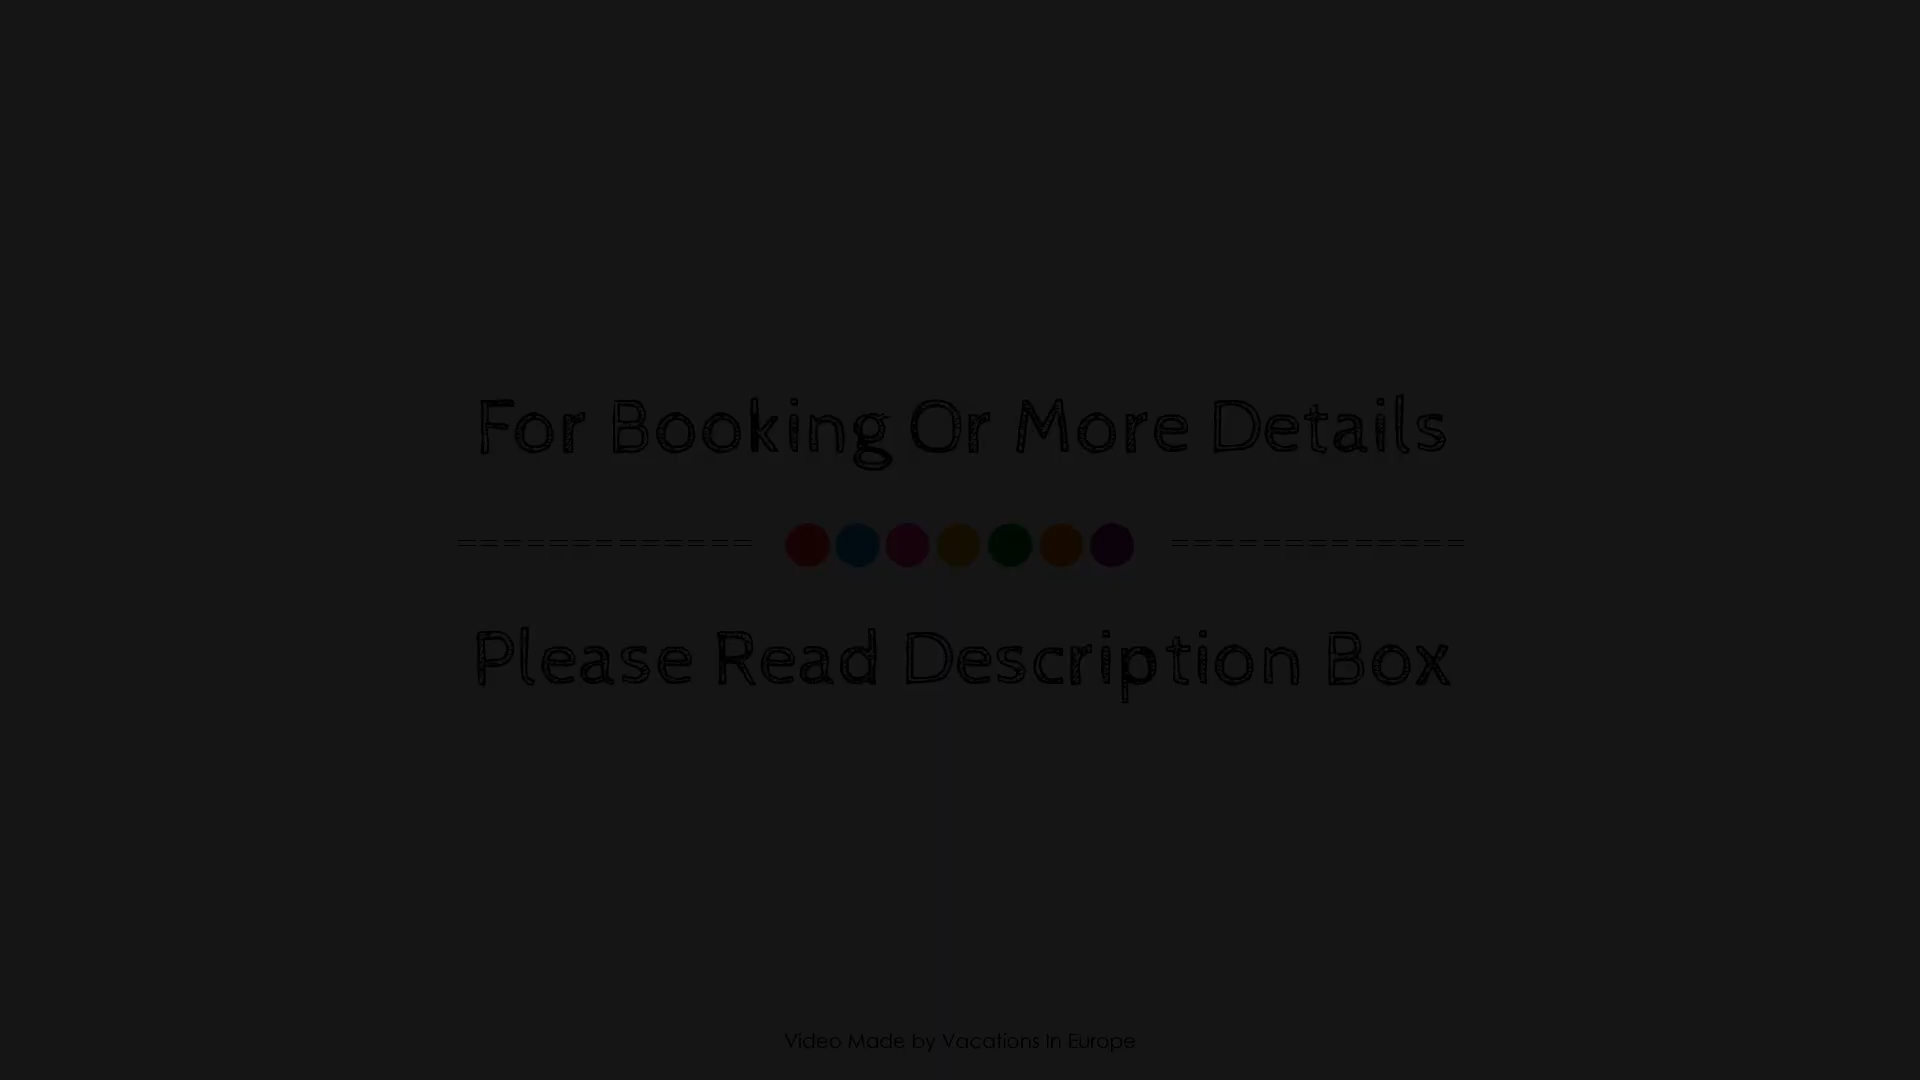 For Booking Or More Details
============= =============
Please Read Description Box
Video Made by Vacations In Europe